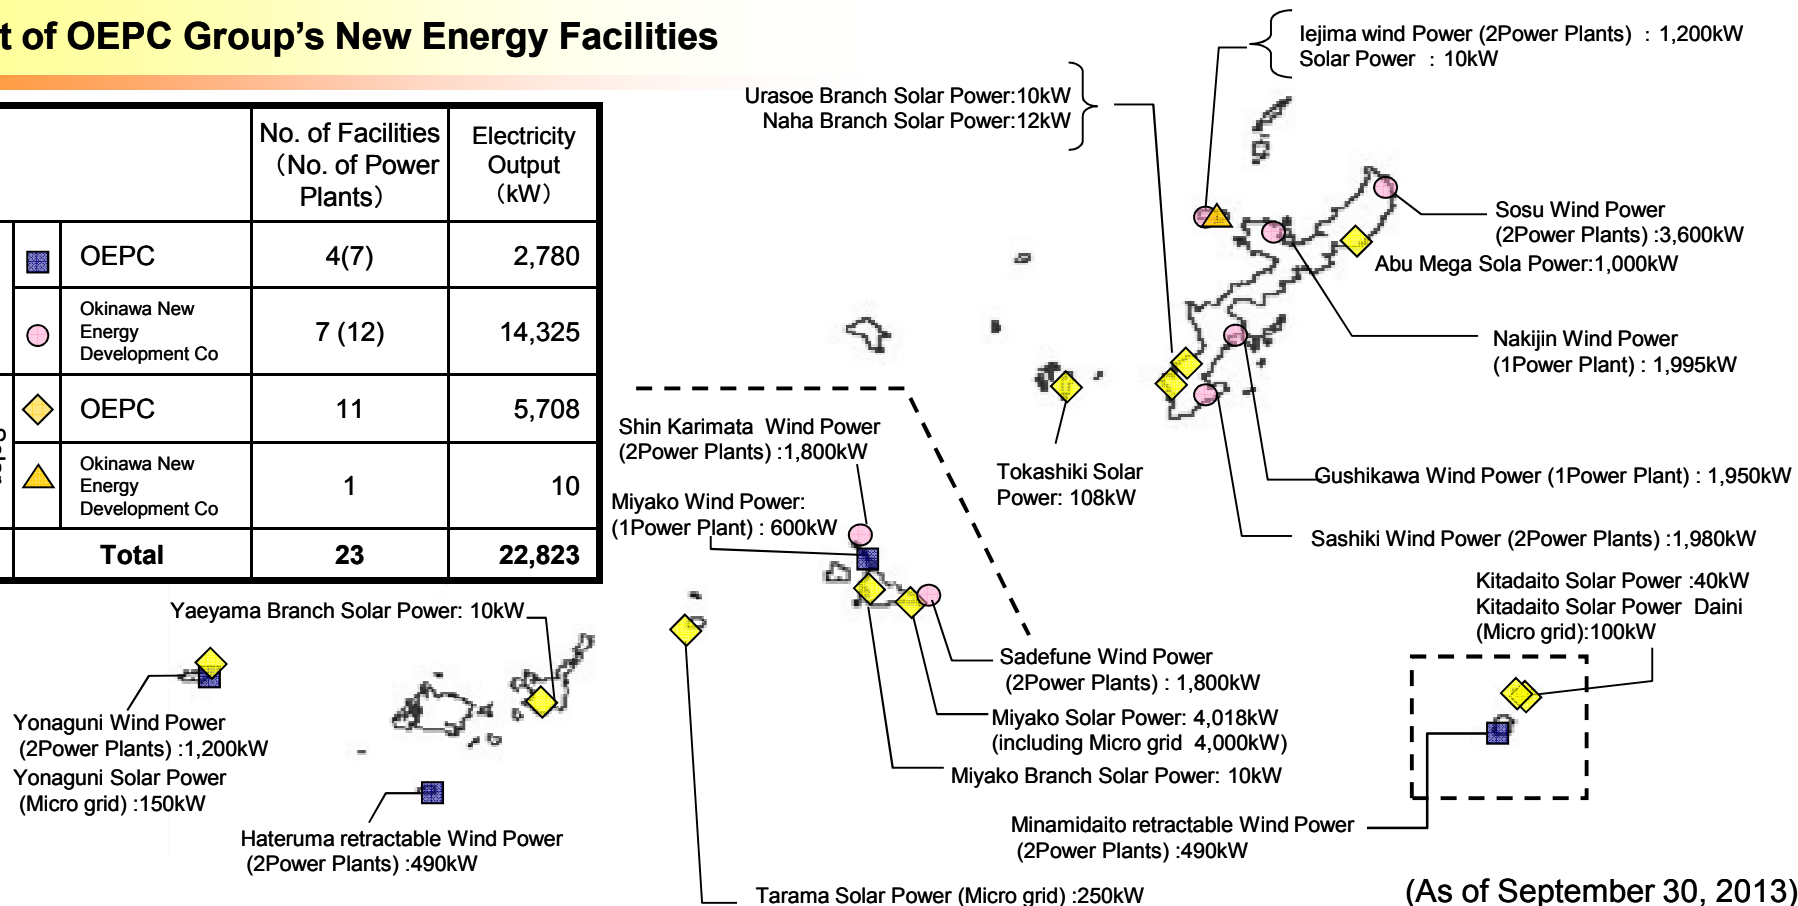 t of OEPC Group's New Energy Facilities
No. of Facilities
（No. of Power
Plants）
Electricity
Output
（kW）
OEPC
4(7)
2,780
Okinawa New
Energy
Development Co
7 (12)
14,325
OEPC
11
5,708
Okinawa New
Energy
Development Co
1
10
Total
23
22,823
Iejima wind Power (2Power Plants) : 1,200kW
Solar Power : 10kW
Urasoe Branch Solar Power:10kW
Naha Branch Solar Power:12kW
Sosu Wind Power
(2Power Plants) :3,600kW
Abu Mega Sola Power:1,000kW
Nakijin Wind Power
(1Power Plant) : 1,995kW
Shin Karimata Wind Power
(2Power Plants) :1,800kW
Tokashiki Solar
Power: 108kW
Gushikawa Wind Power (1Power Plant) : 1,950kW
Miyako Wind Power:
(1Power Plant) : 600kW
Sashiki Wind Power (2Power Plants) :1,980kW
Kitadaito Solar Power :40kW
Kitadaito Solar Power Daini
(Micro grid):100kW
Yaeyama Branch Solar Power: 10kW
Sadefune Wind Power
(2Power Plants) : 1,800kW
Yonaguni Wind Power
(2Power Plants) :1,200kW
Yonaguni Solar Power
(Micro grid) :150kW
Miyako Solar Power: 4,018kW
(including Micro grid 4,000kW)
Miyako Branch Solar Power: 10kW
Hateruma retractable Wind Power
(2Power Plants) :490kW
Minamidaito retractable Wind Power
(2Power Plants) :490kW
Tarama Solar Power (Micro grid) :250kW
(As of September 30, 2013)